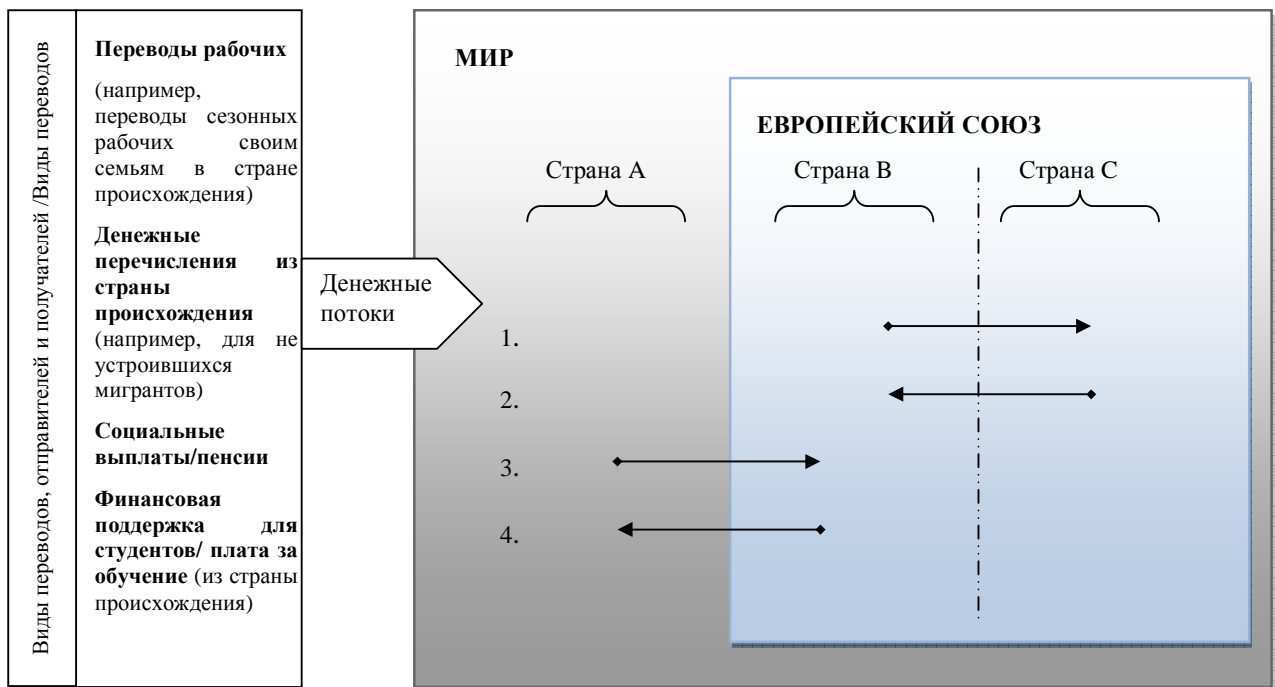 Виды переводов, отправителей и получателей /Виды переводов
Переводы рабочих
(например,
переводы сезонных
рабочих своим
семьям в стране
происхождения)
Денежные
перечисления из
страны
происхождения
(например, для не
устроившихся
мигрантов)
Социальные
выплаты/пенсии
Финансовая
поддержка для
студентов/ плата за
обучение (из страны
происхождения)
Денежные
потоки
МИР
ЕВРОПЕЙСКИЙ СОЮЗ
Страна А
Страна В
Страна С
1.
2.
3.
4.